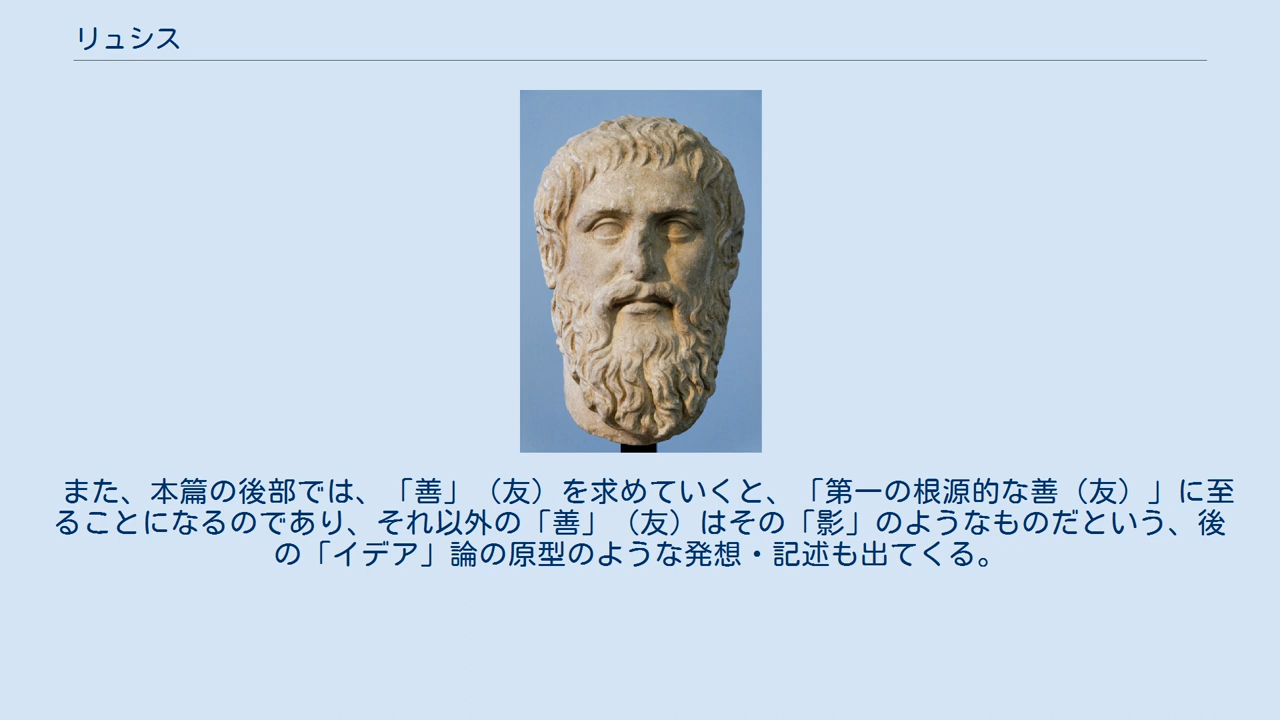 リュシス
また、本篇の後部では、「善」（友）を求めていくと、「第一の根源的な善（友）」に至
ることになるのであり、それ以外の「善」（友）はその「影」のようなものだという、後
の「イデア」論の原型のような発想・記述も出てくる。